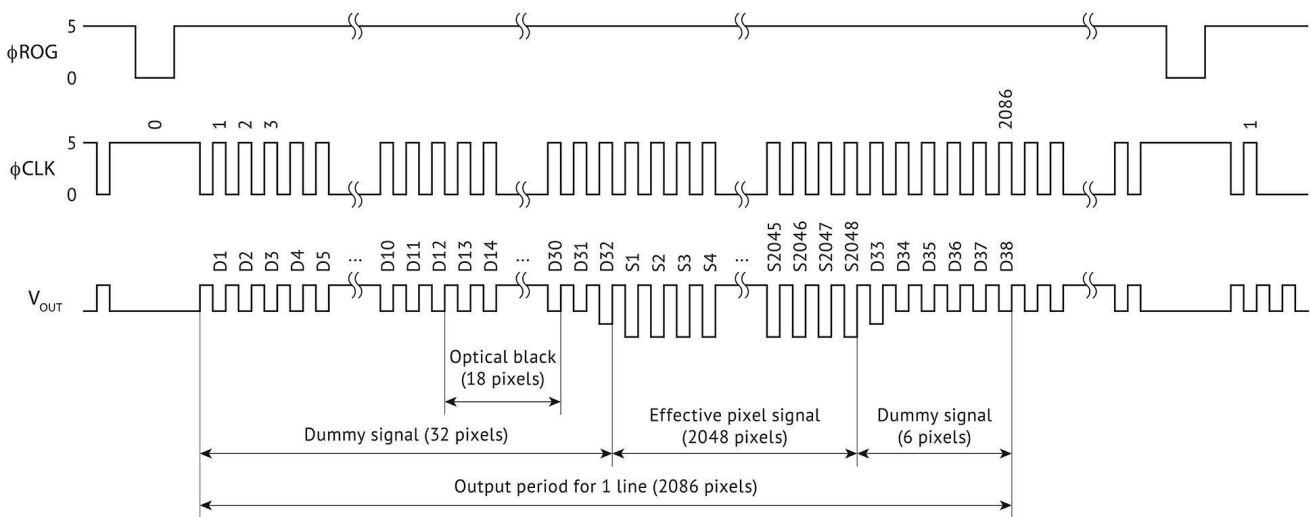 5
ϕROG
0
0 1 2 3 2086 1
5
ϕCLK
0
D1 D2 D3 D4 D5 ... D10 D11 D12 D13 D14 ... D30 D31 D32 S1 S2 S3 S4 ... S2045 S2046 S2047 S2048 D33 D34 D35 D36 D37 D38
VOUT
Optical black
(18 pixels)
Dummy signal (32 pixels)
Effective pixel signal
(2048 pixels)
Dummy signal
(6 pixels)
Output period for 1 line (2086 pixels)